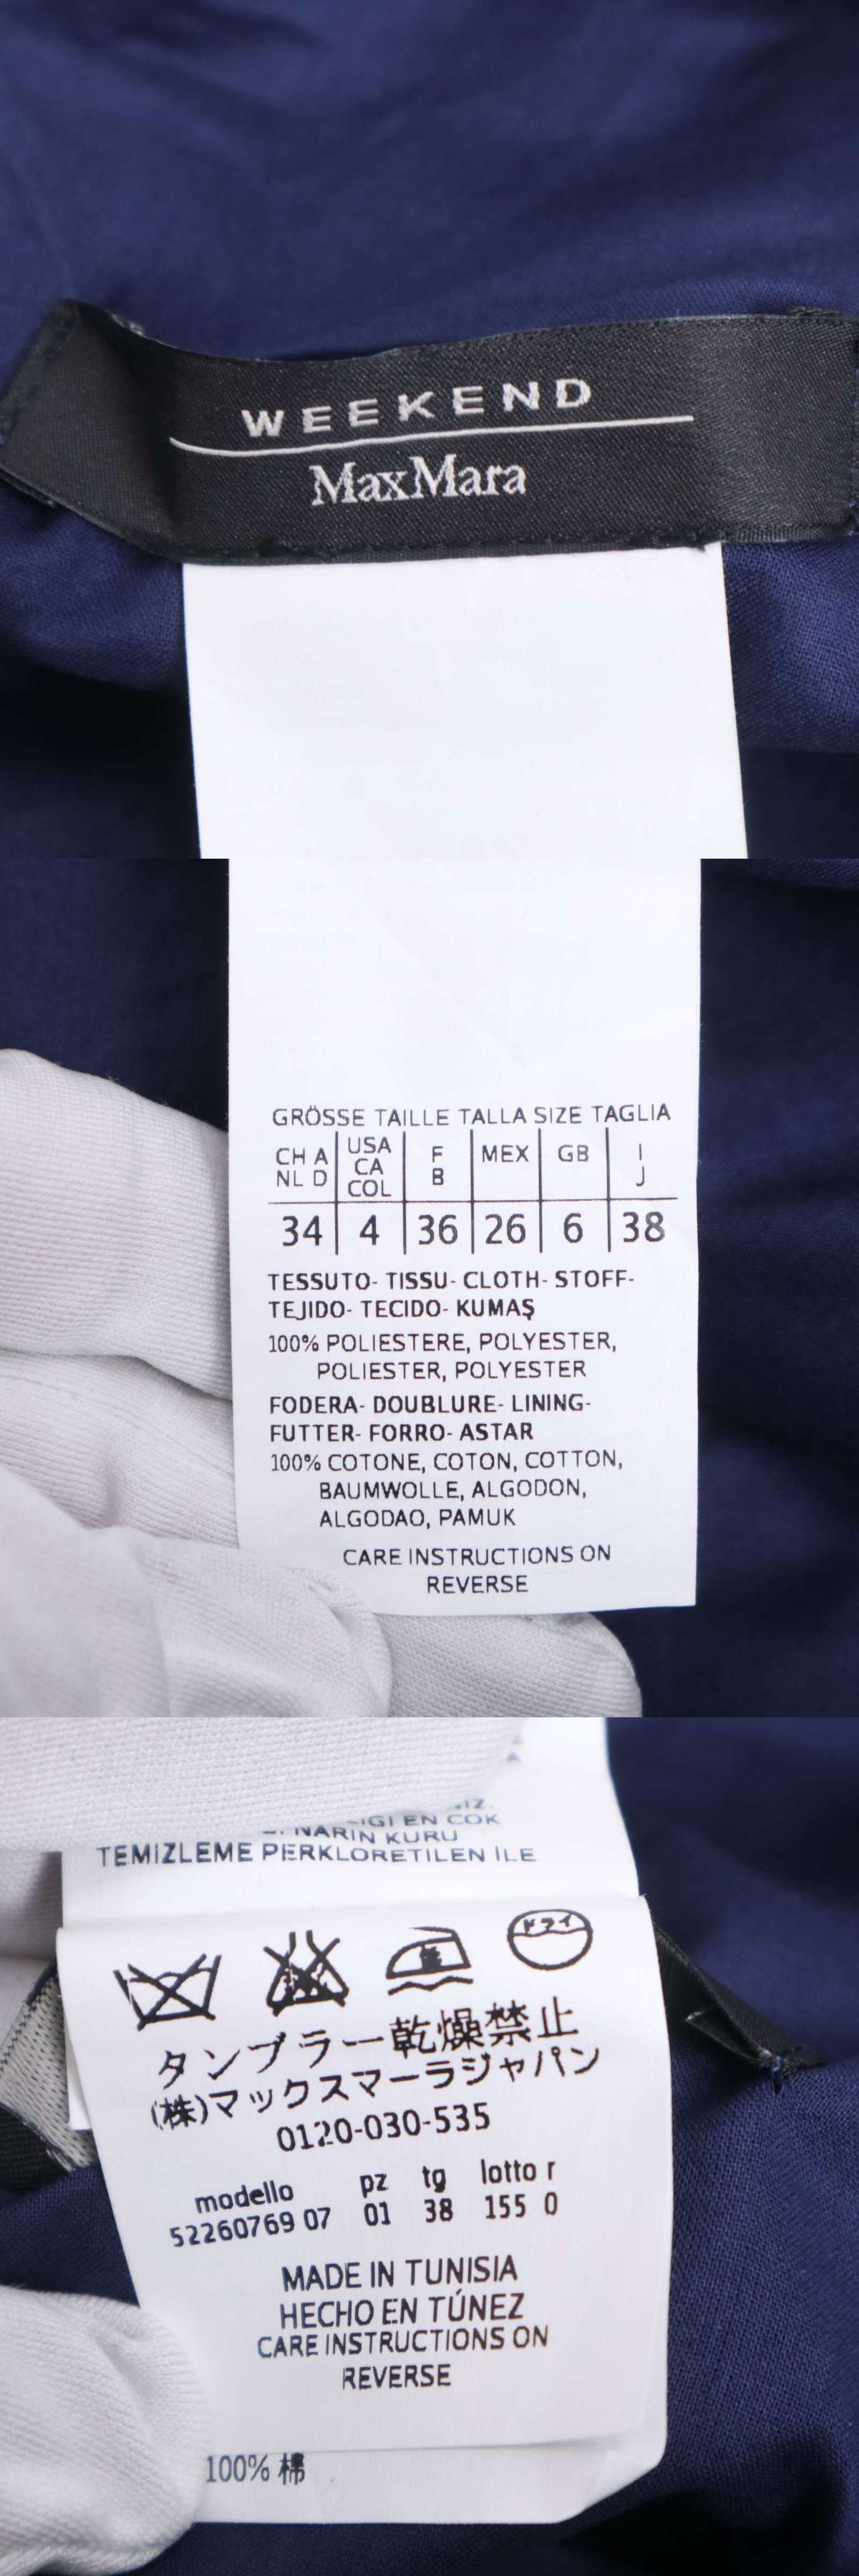 WEEKEND
MaxMara
GRÖSSE TAILLE TALLA SIZE TAGLIA
CH A NL D USA CA COL F B MEX GB I J
34 4 36 26 6 38
TESSUTO- TISSU- CLOTH- STOFF-
TEJIDO- TECIDO- KUMAŞ
100% POLIESTERE, POLYESTER,
POLIESTER, POLYESTER
FODERA- DOUBLURE- LINING-
FUTTER- FORRO- ASTAR
100% COTONE, COTON, COTTON,
BAUMWOLLE, ALGODON,
ALGODAO, PAMUK
CARE INSTRUCTIONS ON
REVERSE
EN COK
NARIN KURU
TEMIZLEME PERKLORETILEN İLE
ドライ
タンブラー乾燥禁止
(株)マックスマーラジャパン
0120-030-535
modello pz tg lotto r
52260769 07 01 38 155 0
MADE IN TUNISIA
HECHO EN TÚNEZ
CARE INSTRUCTIONS ON
REVERSE
100% 棉